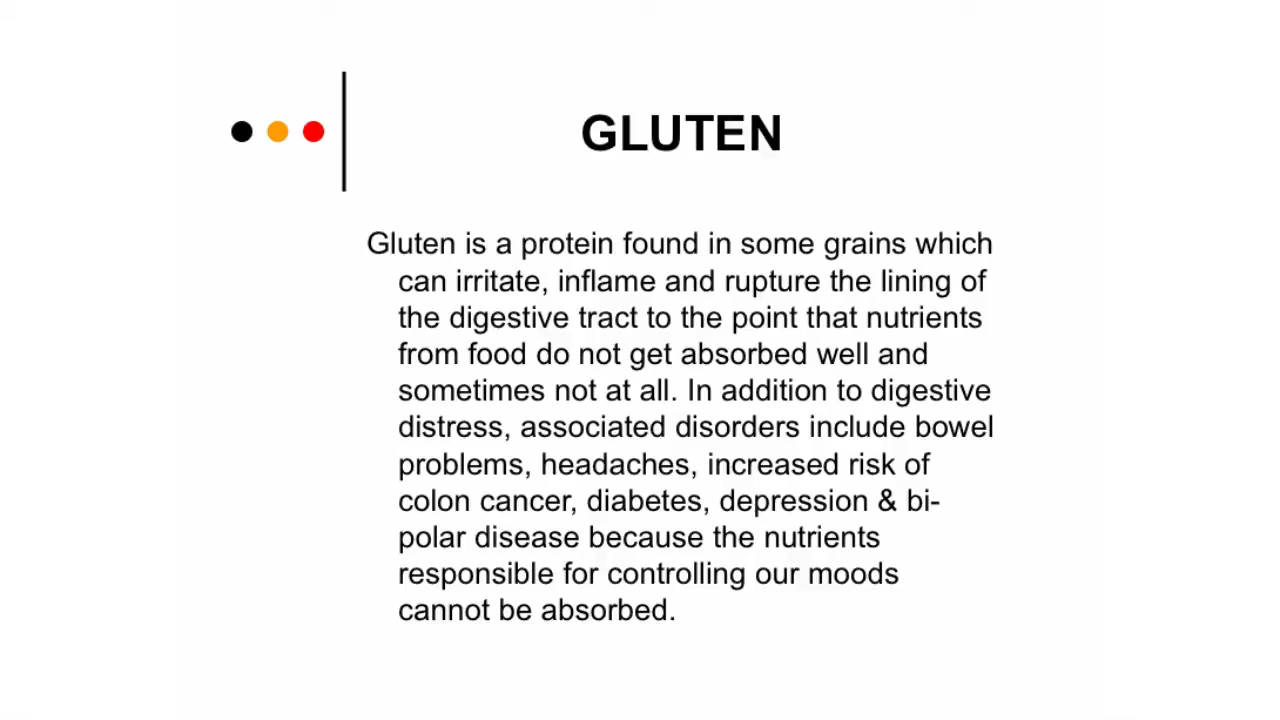 GLUTEN
Gluten is a protein found in some grains which
can irritate, inflame and rupture the lining of
the digestive tract to the point that nutrients
from food do not get absorbed well and
sometimes not at all. In addition to digestive
distress, associated disorders include bowel
problems, headaches, increased risk of
colon cancer, diabetes, depression & bi-
polar disease because the nutrients
responsible for controlling our moods
cannot be absorbed.